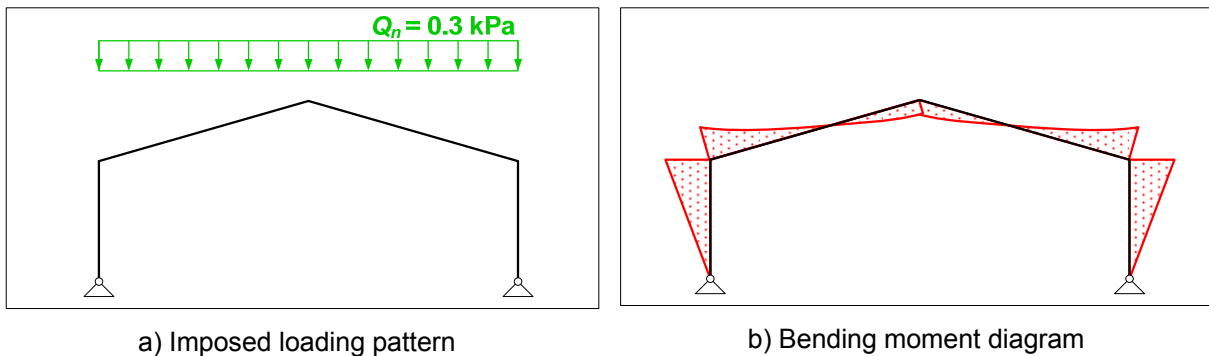 Qn = 0.3 kPa
a) Imposed loading pattern
b) Bending moment diagram